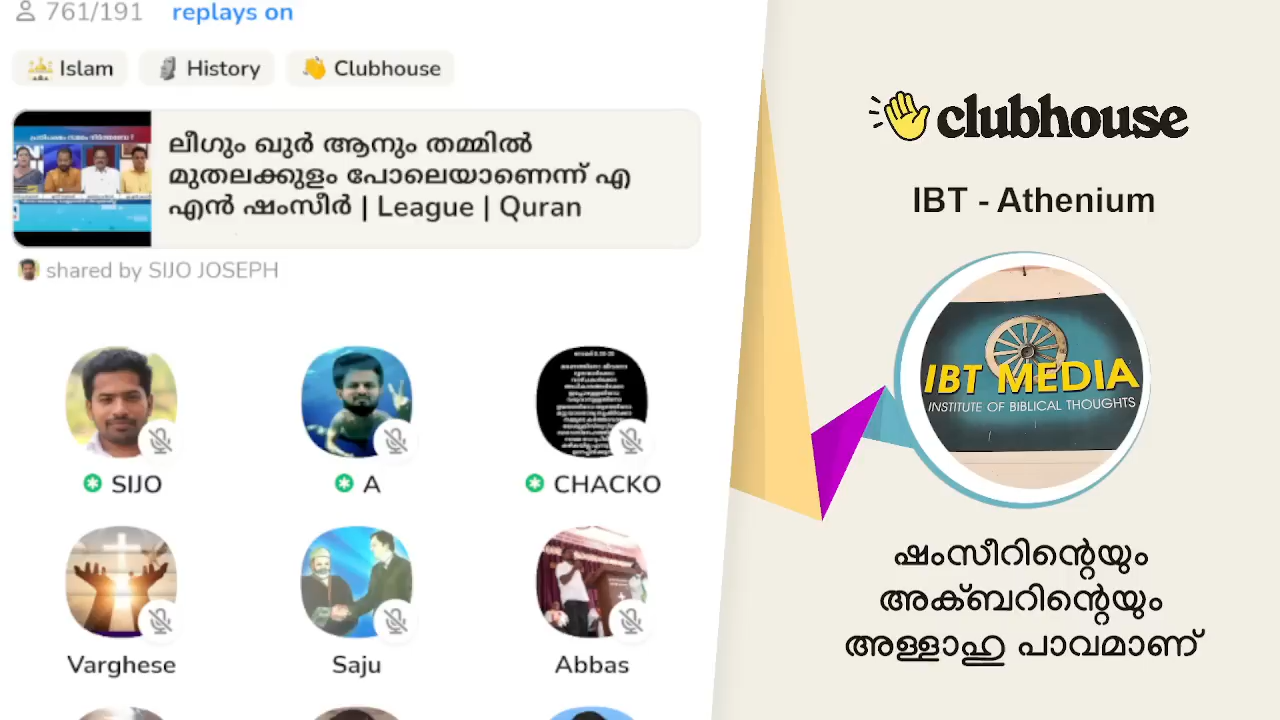 761/191 replays on
Islam History Clubhouse
ലീഗും ഖുർ ആനും തമ്മിൽ
മുതലക്കുളം പോലെയാണെന്ന് എ
എൻ ഷംസീർ | League | Quran
shared by SIJO JOSEPH
SIJO A CHACKO
Varghese Saju Abbas
clubhouse
IBT - Athenium
IBT MEDIA
INSTITUTE OF BIBLICAL THOUGHTS
ഷംസീറിന്റെയും
അക്ബറിന്റെയും
അള്ളാഹു പാവമാണ്